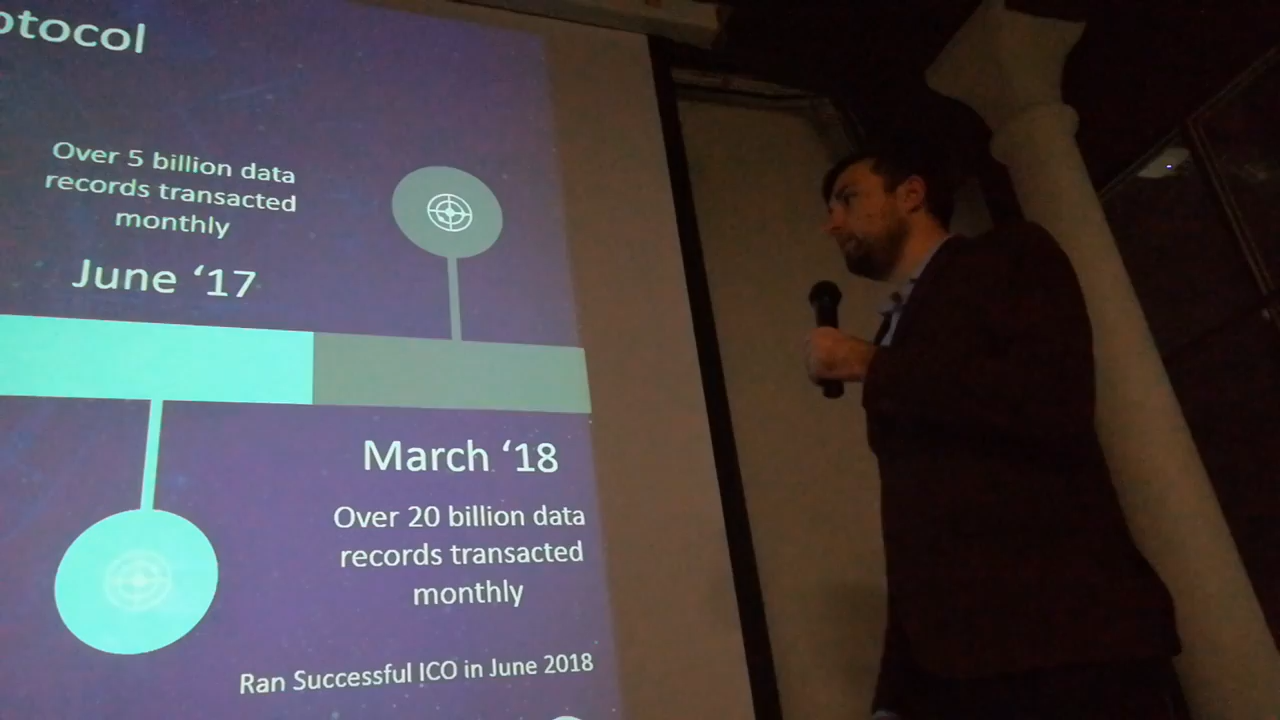 otocol
Over 5 billion data
records transacted
monthly
June ‘17
March ‘18
Over 20 billion data
records transacted
monthly
Ran Successful ICO in June 2018